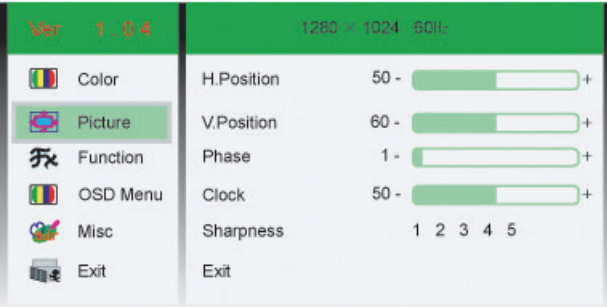 Ver 1.04
1280 × 1024 60Hz
Color
Picture
Function
OSD Menu
Misc
Exit
H.Position 50 - +
V.Position 60 - +
Phase 1 - +
Clock 50 - +
Sharpness 1 2 3 4 5
Exit